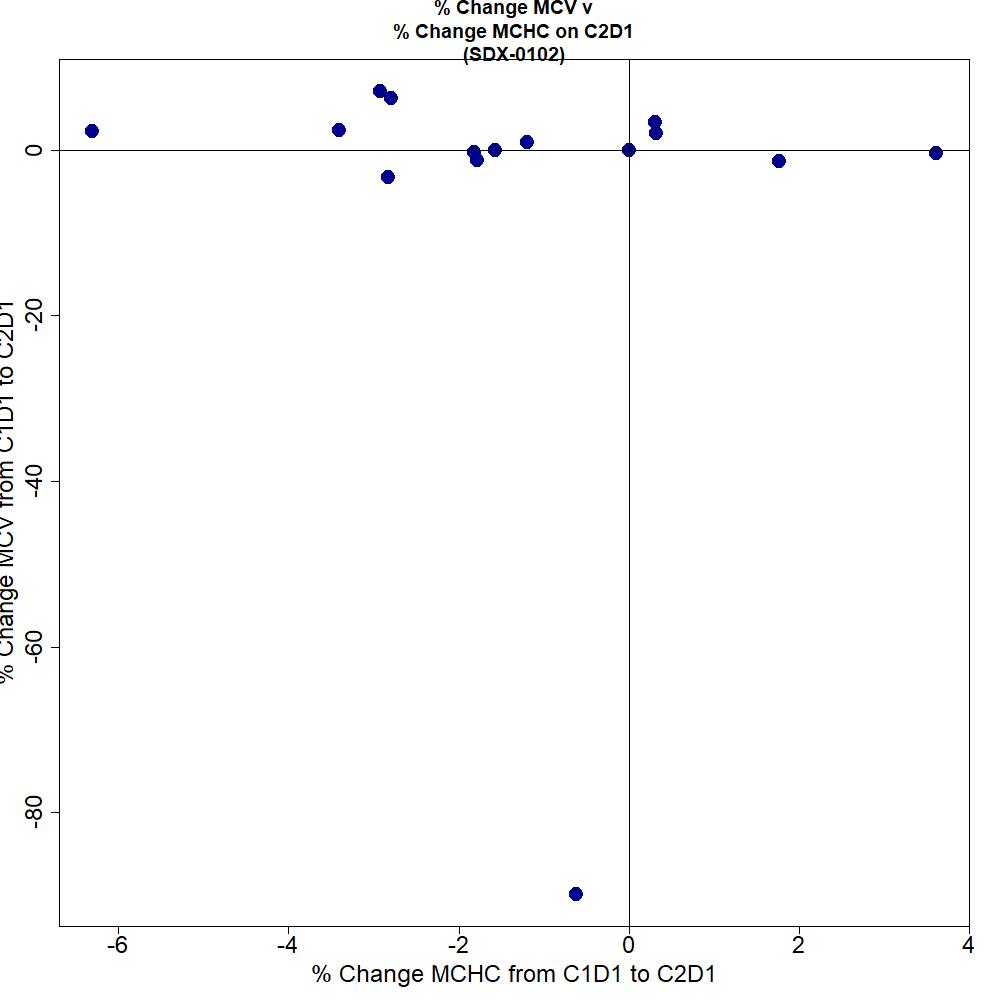 % Change MCV v
% Change MCHC on C2D1
(SDX-0102)
0
-20
-40
-60
-80
% Change MCV from C1D1 to C2D1
-6
-4
-2
0
2
4
% Change MCHC from C1D1 to C2D1